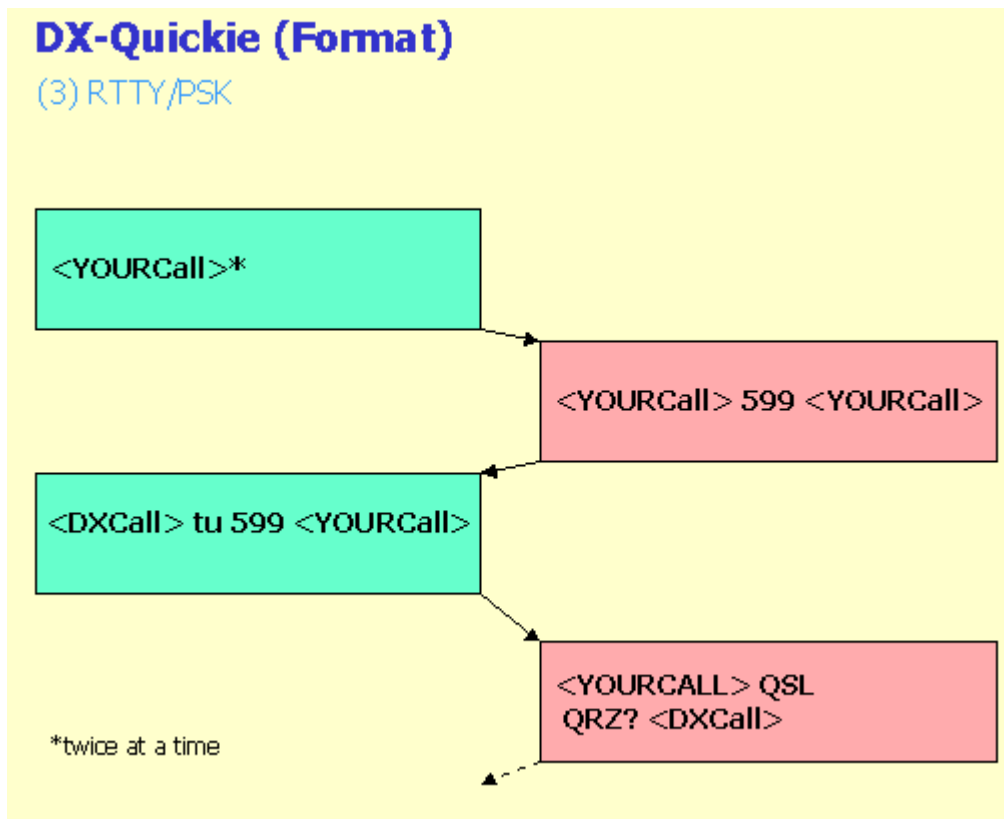 DX-Quickie (Format)
(3) RTTY/PSK
<YOURCall>*
<YOURCall> 599 <YOURCall>
<DXCall> tu 599 <YOURCall>
<YOURCALL> QSL
QRZ? <DXCall>
*twice at a time